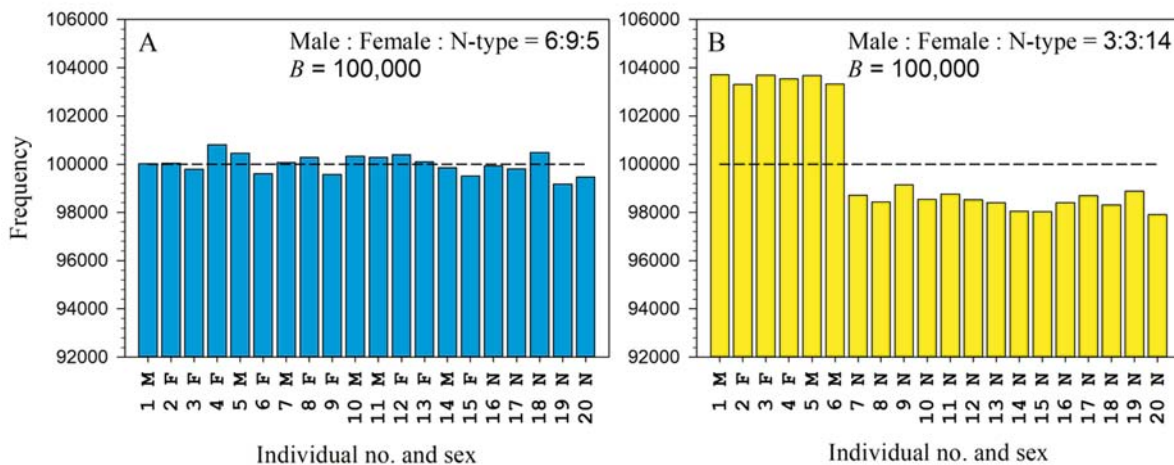 Frequency
106000
104000
102000
100000
98000
96000
94000
92000
A
Male : Female : N-type = 6:9:5
B = 100,000
1 M
2 F
3 F
4 F
5 M
6 F
7 M
8 F
9 F
10 M
11 M
12 F
13 F
14 M
15 F
16 N
17 N
18 N
19 N
20 N
Individual no. and sex
106000
104000
102000
100000
98000
96000
94000
92000
B
Male : Female : N-type = 3:3:14
B = 100,000
1 M
2 F
3 F
4 F
5 M
6 M
7 N
8 N
9 N
10 N
11 N
12 N
13 N
14 N
15 N
16 N
17 N
18 N
19 N
20 N
Individual no. and sex